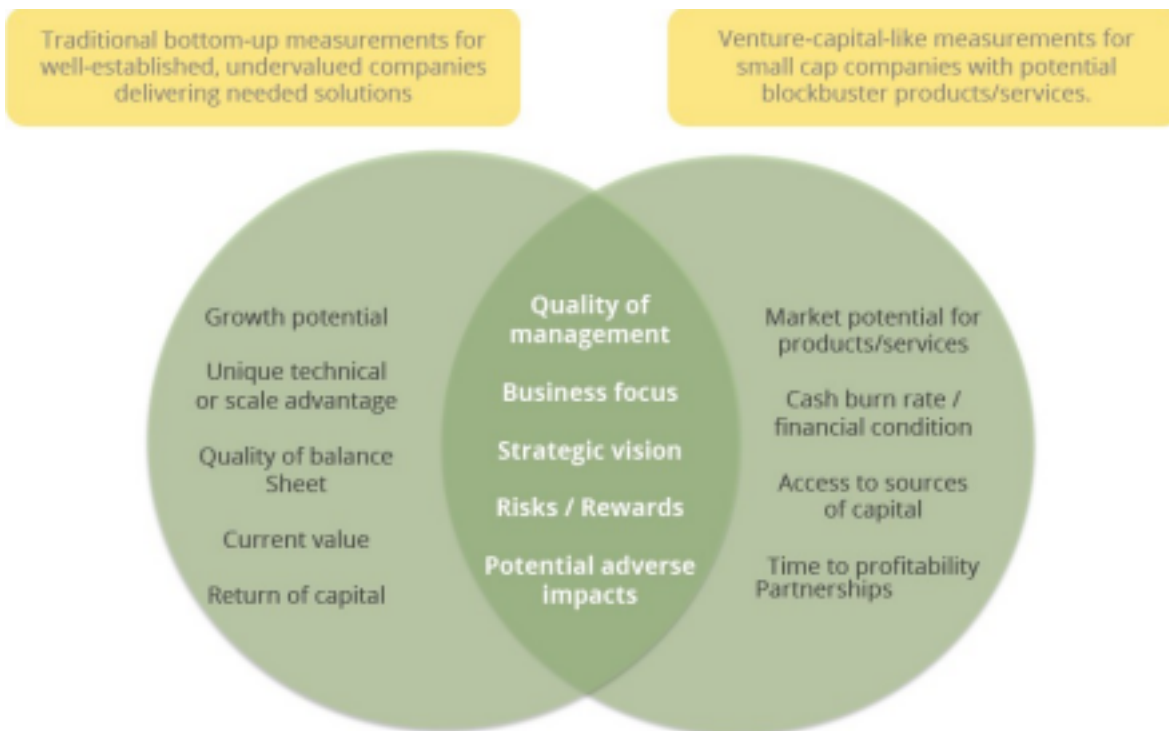 Traditional bottom-up measurements for
well-established, undervalued companies
delivering needed solutions
Venture-capital-like measurements for
small cap companies with potential
blockbuster products/services.
Growth potential
Unique technical
or scale advantage
Quality of balance
Sheet
Current value
Return of capital
Quality of
management
Business focus
Strategic vision
Risks / Rewards
Potential adverse
impacts
Market potential for
products/services
Cash burn rate /
financial condition
Access to sources
of capital
Time to profitability
Partnerships